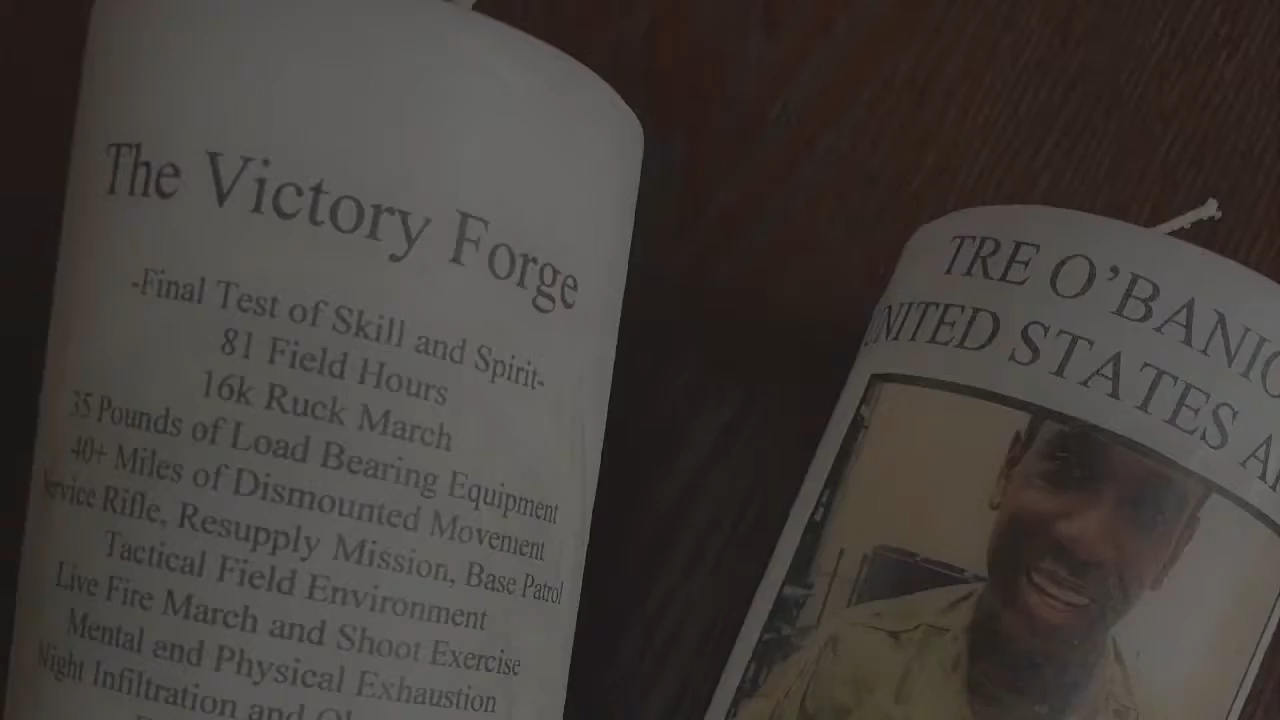 The Victory Forge
-Final Test of Skill and Spirit-
81 Field Hours
16k Ruck March
35 Pounds of Load Bearing Equipment
40+ Miles of Dismounted Movement
Service Rifle, Resupply Mission, Base Patrol
Tactical Field Environment
Live Fire March and Shoot Exercise
Mental and Physical Exhaustion
Night Infiltration and
TRE O'BANIO
UNITED STATES